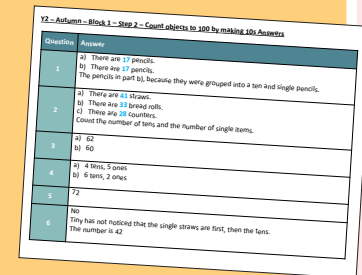 Y2 – Autumn – Block 1 – Step 2 – Count objects to 100 by making 10s Answers
Question Answer
1
a) There are 17 pencils.
b) There are 17 pencils.
The pencils in part b), because they were grouped into a ten and single pencils.
2
a) There are 41 straws.
b) There are 33 bread rolls.
c) There are 28 counters.
Count the number of tens and the number of single items.
3
a) 62
b) 60
4
a) 4 tens, 5 ones
b) 6 tens, 2 ones
5
72
6
No
Tiny has not noticed that the single straws are first, then the tens.
The number is 42